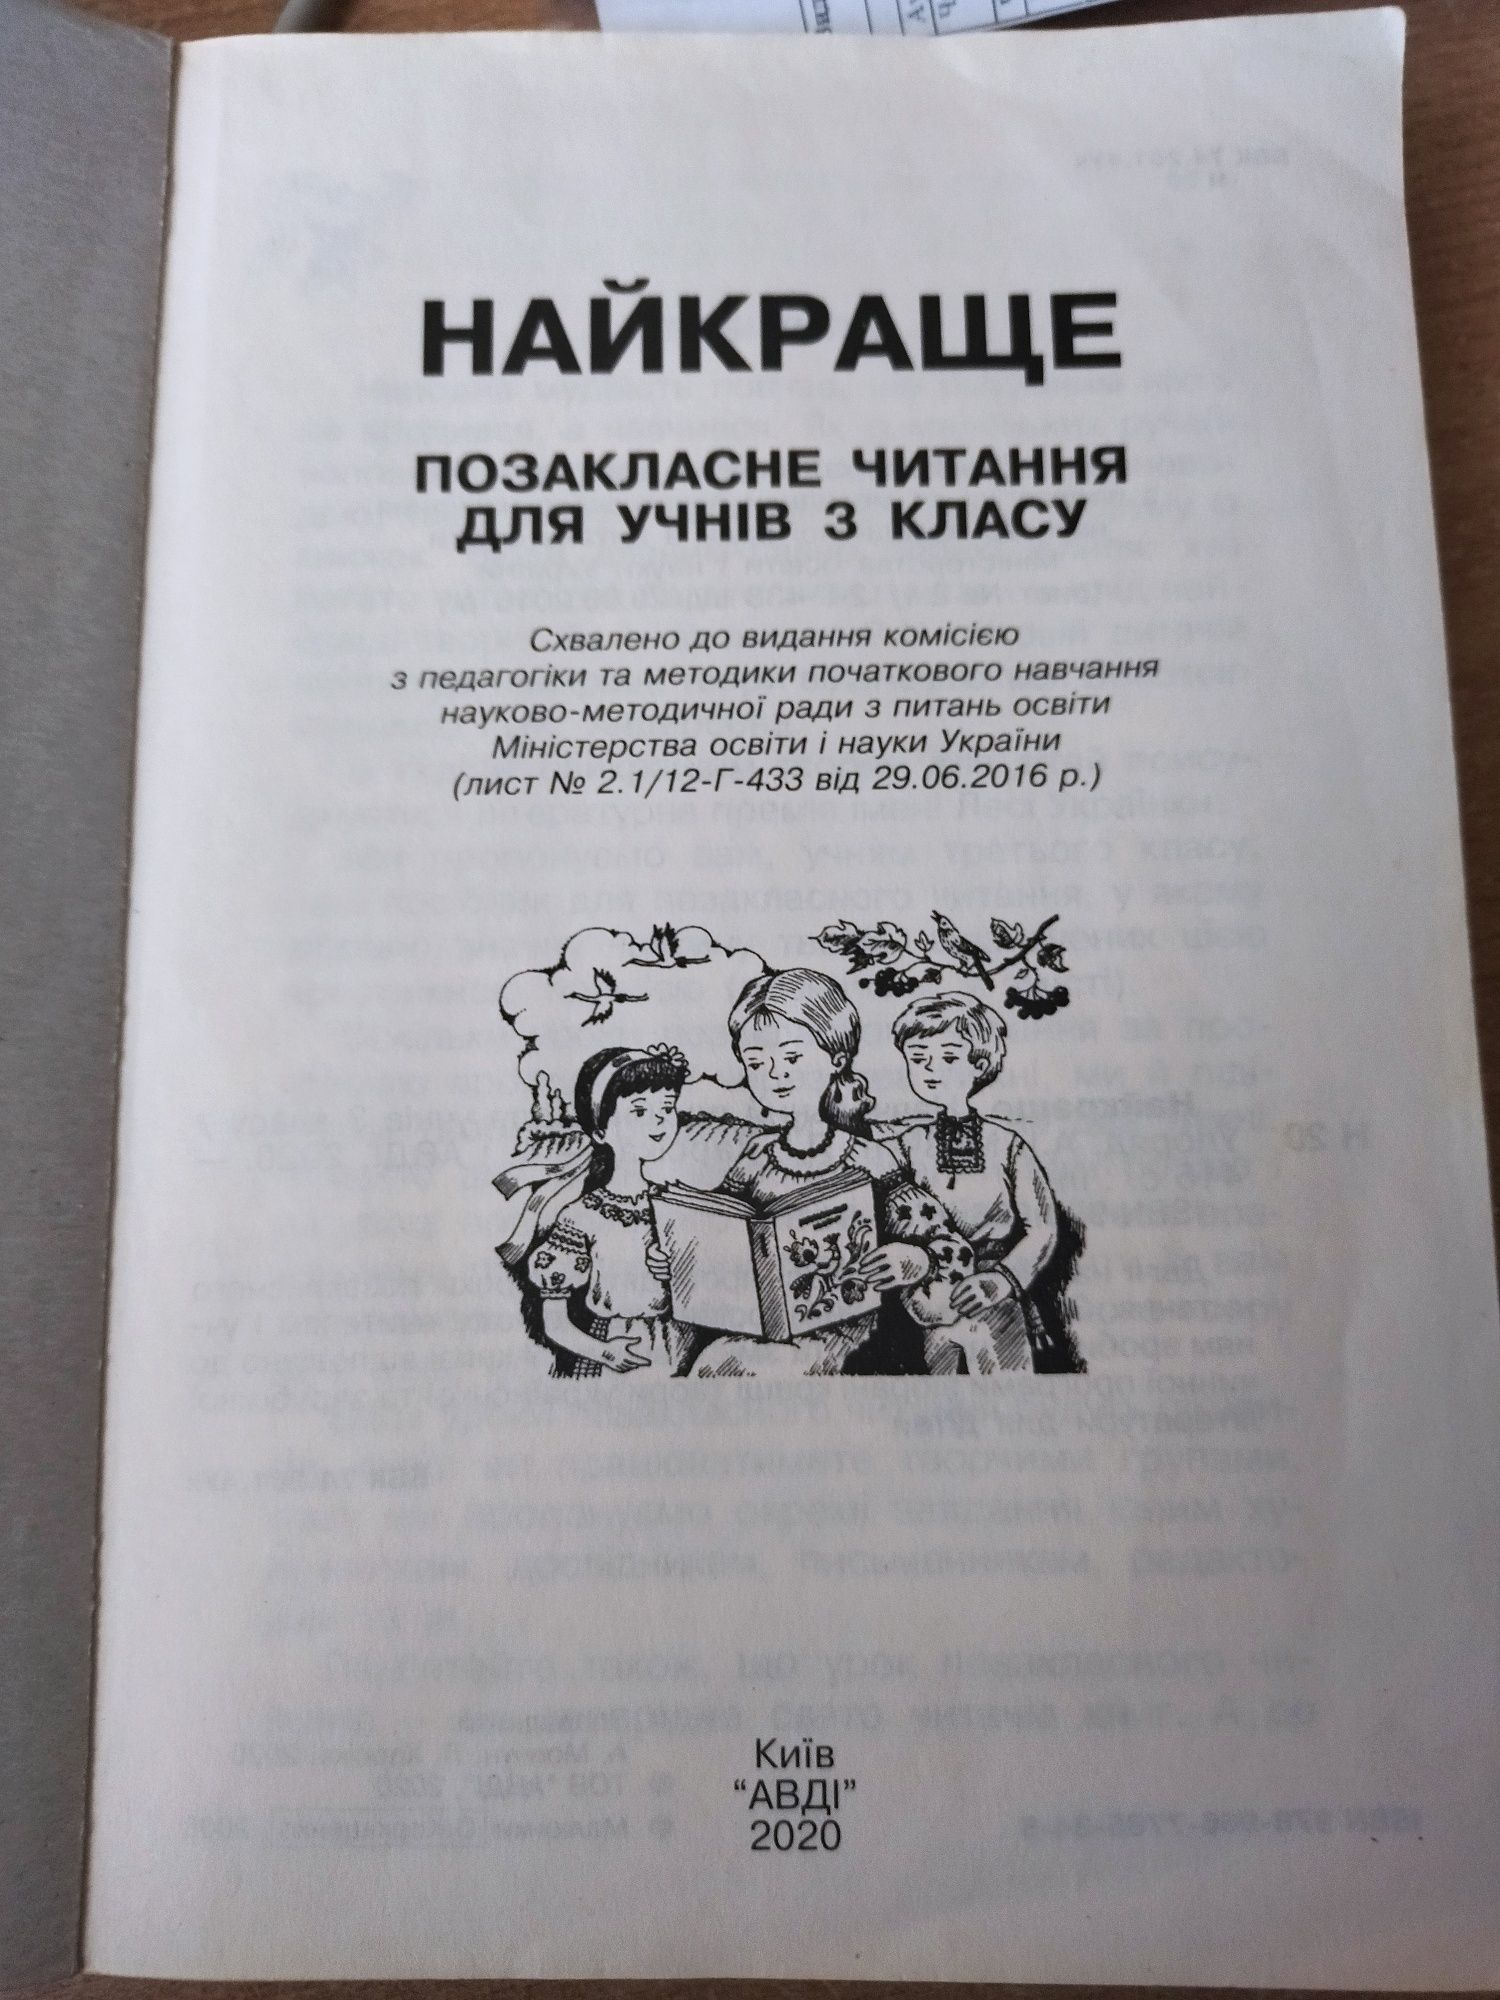 НАЙКРАЩЕ
ПОЗАКЛАСНЕ ЧИТАННЯ
ДЛЯ УЧНІВ 3 КЛАСУ
Схвалено до видання комісією
з педагогіки та методики початкового навчання
науково-методичної ради з питань освіти
Міністерства освіти і науки України
(лист № 2.1/12-Г-433 від 29.06.2016 р.)
Київ
“АВДІ”
2020